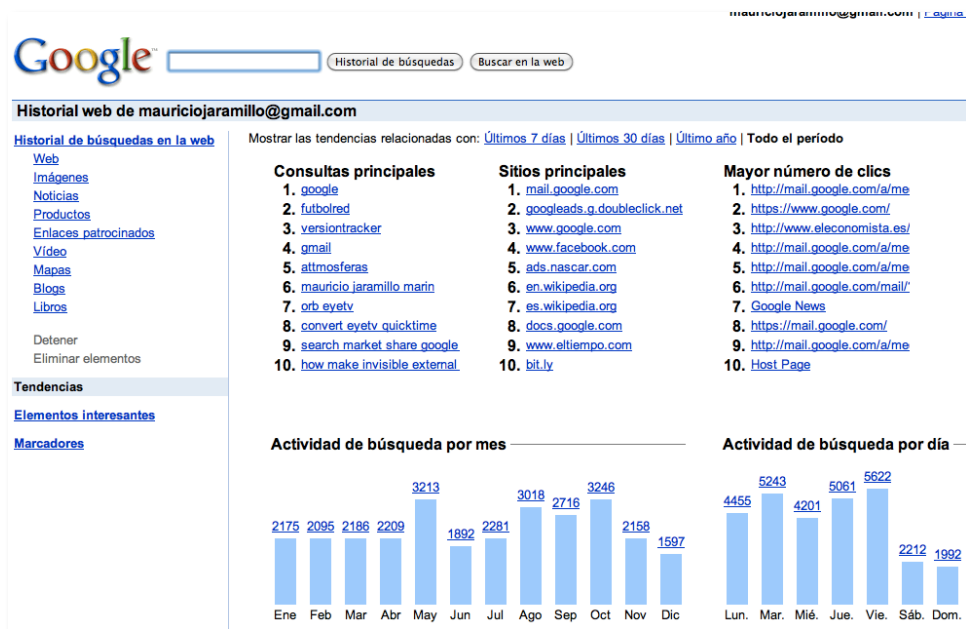 mauriciojaramillo@gmail.com | Página
Google™ Historial de búsquedas Buscar en la web
Historial web de mauriciojaramillo@gmail.com
Historial de búsquedas en la web
Web
Imágenes
Noticias
Productos
Enlaces patrocinados
Vídeo
Mapas
Blogs
Libros
Detener
Eliminar elementos
Tendencias
Elementos interesantes
Marcadores
Mostrar las tendencias relacionadas con: Últimos 7 días | Últimos 30 días | Último año | Todo el período
Consultas principales
1. google
2. futbolred
3. versiontracker
4. gmail
5. attmosferas
6. mauricio jaramillo marin
7. orb eyetv
8. convert eyetv quicktime
9. search market share google
10. how make invisible external
Sitios principales
1. mail.google.com
2. googleads.g.doubleclick.net
3. www.google.com
4. www.facebook.com
5. ads.nascar.com
6. en.wikipedia.org
7. es.wikipedia.org
8. docs.google.com
9. www.eltiempo.com
10. bit.ly
Mayor número de clics
1. http://mail.google.com/a/me
2. https://www.google.com/
3. http://www.eleconomista.es/
4. http://mail.google.com/a/me
5. http://mail.google.com/a/me
6. http://mail.google.com/mail/
7. Google News
8. https://mail.google.com/
9. http://mail.google.com/a/me
10. Host Page
Actividad de búsqueda por mes
2175 2095 2186 2209 3213 1892 2281 3018 2716 3246 2158 1597
Ene Feb Mar Abr May Jun Jul Ago Sep Oct Nov Dic
Actividad de búsqueda por día
4455 5243 4201 5061 5622 2212 1992
Lun. Mar. Mié. Jue. Vie. Sáb. Dom.